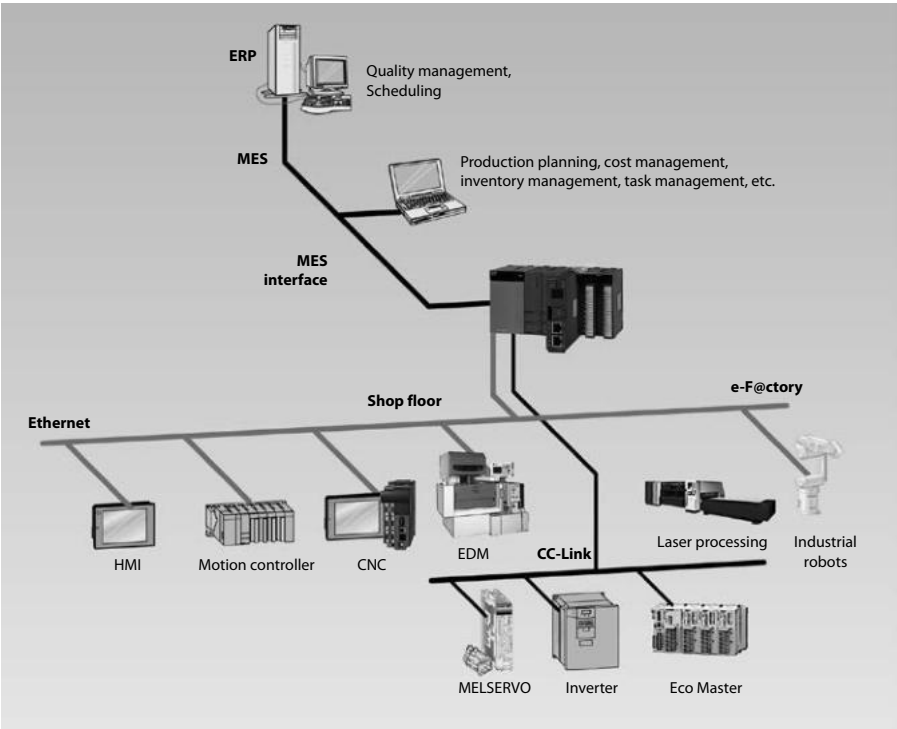 ERP
Quality management,
Scheduling
MES
Production planning, cost management,
inventory management, task management, etc.
MES
interface
e-F@ctory
Shop floor
Ethernet
HMI
Motion controller
CNC
EDM
CC-Link
Laser processing
Industrial
robots
MELSERVO
Inverter
Eco Master